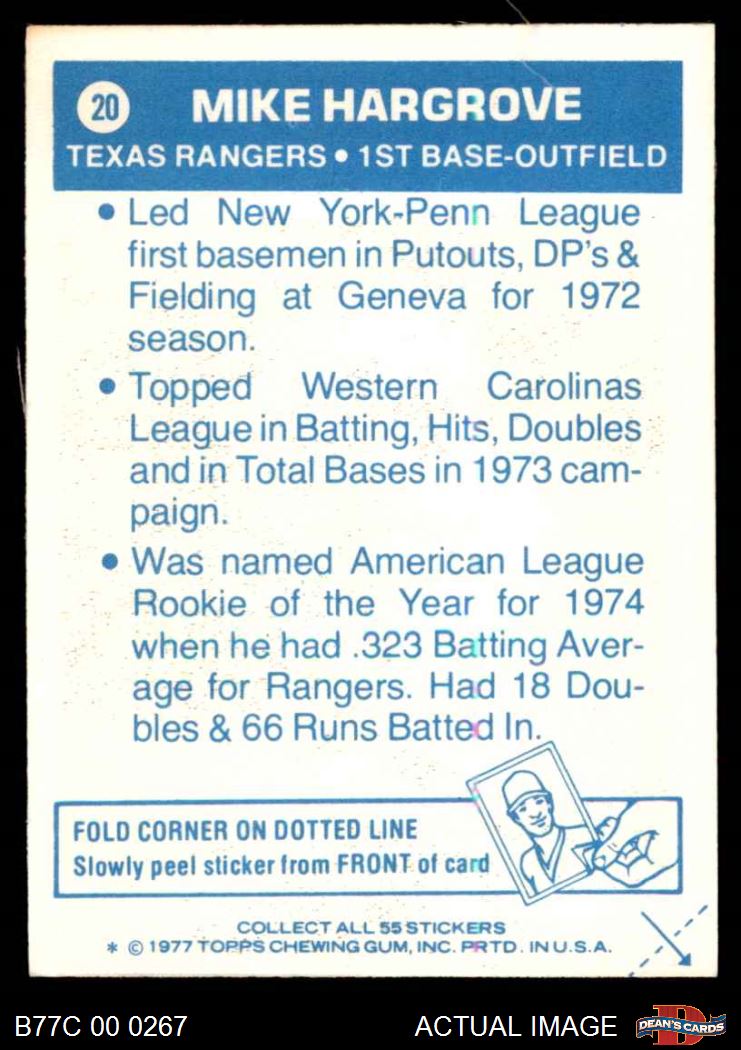 20
MIKE HARGROVE
TEXAS RANGERS • 1ST BASE-OUTFIELD
• Led New York-Penn League
first basemen in Putouts, DP's &
Fielding at Geneva for 1972
season.
• Topped Western Carolinas
League in Batting, Hits, Doubles
and in Total Bases in 1973 cam-
paign.
• Was named American League
Rookie of the Year for 1974
when he had .323 Batting Aver-
age for Rangers. Had 18 Dou-
bles & 66 Runs Batted In.
FOLD CORNER ON DOTTED LINE
Slowly peel sticker from FRONT of card
COLLECT ALL 55 STICKERS
* © 1977 TOPPS CHEWING GUM, INC. PRTD. IN U.S.A.
B77C 00 0267
ACTUAL IMAGE
D
DEAN'S CARDS